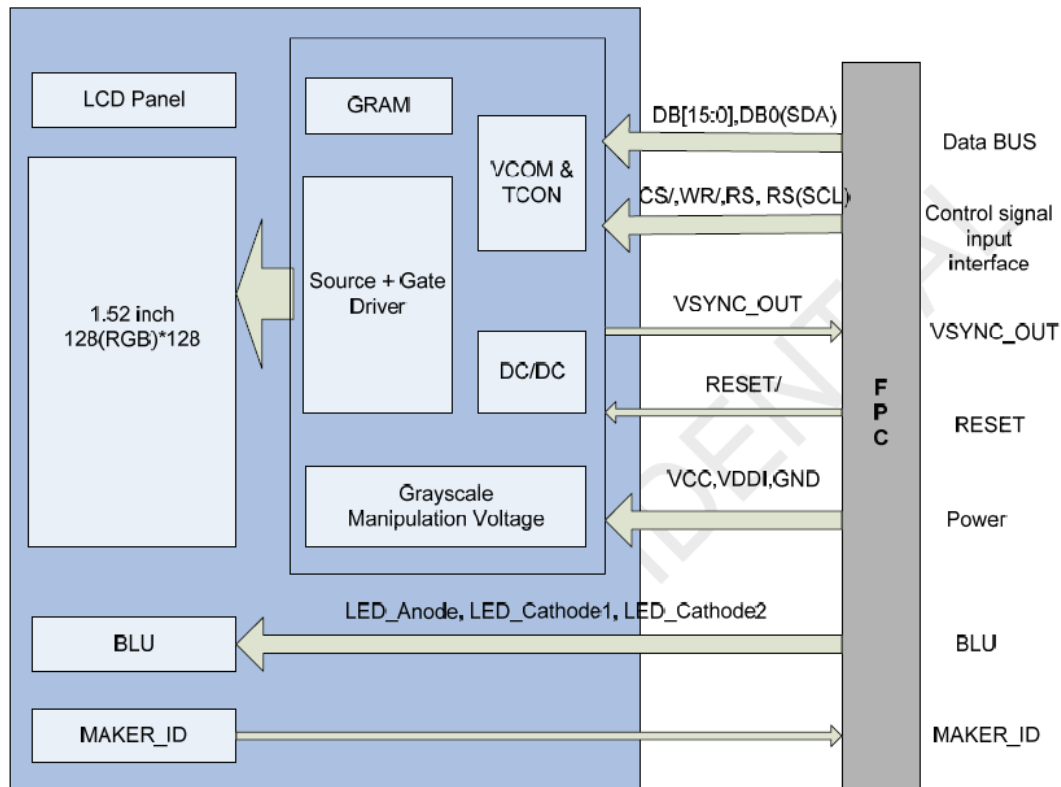 LCD Panel
GRAM
VCOM &
TCON
DB[15:0],DB0(SDA)
Data BUS
CS/,WR/,RS, RS(SCL)
Control signal
input
interface
1.52 inch
128(RGB)*128
Source + Gate
Driver
VSYNC_OUT
VSYNC_OUT
DC/DC
RESET/
RESET
F
P
C
Grayscale
Manipulation Voltage
VCC,VDDI,GND
Power
LED_Anode, LED_Cathode1, LED_Cathode2
BLU
BLU
MAKER_ID
MAKER_ID
IDENTIAL